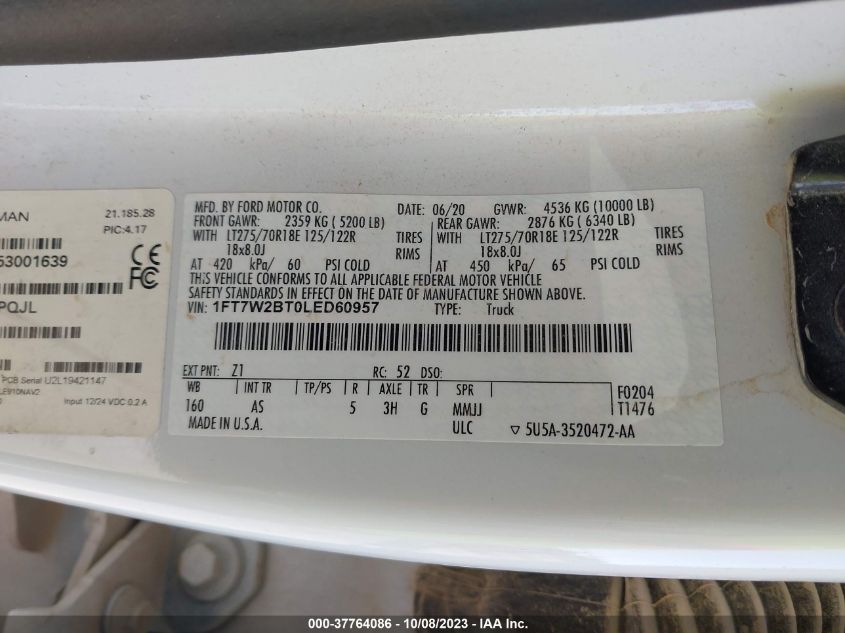 MAN
21.185.28
PIC:4.17
53001639
CE
FC
PQJL
PCB Serial U2L19421147
LE910NAV2
Input 12/24 VDC 0.2 A
MFD. BY FORD MOTOR CO. DATE: 06/20 GVWR: 4536 KG (10000 LB)
FRONT GAWR: 2359 KG ( 5200 LB) REAR GAWR: 2876 KG ( 6340 LB)
WITH LT275/70R18E 125/122R TIRES WITH LT275/70R18E 125/122R TIRES
18x8.0J RIMS 18x8.0J RIMS
AT 420 kPa/ 60 PSI COLD AT 450 kPa/ 65 PSI COLD
THIS VEHICLE CONFORMS TO ALL APPLICABLE FEDERAL MOTOR VEHICLE
SAFETY STANDARDS IN EFFECT ON THE DATE OF MANUFACTURE SHOWN ABOVE.
VIN: 1FT7W2BT0LED60957 TYPE: Truck
EXT PNT: Z1 RC: 52 DSO:
WB INT TR TP/PS R AXLE TR SPR F0204
160 AS 5 3H G MMJJ T1476
MADE IN U.S.A. ULC ▽ 5U5A-3520472-AA
000-37764086 - 10/08/2023 - IAA Inc.